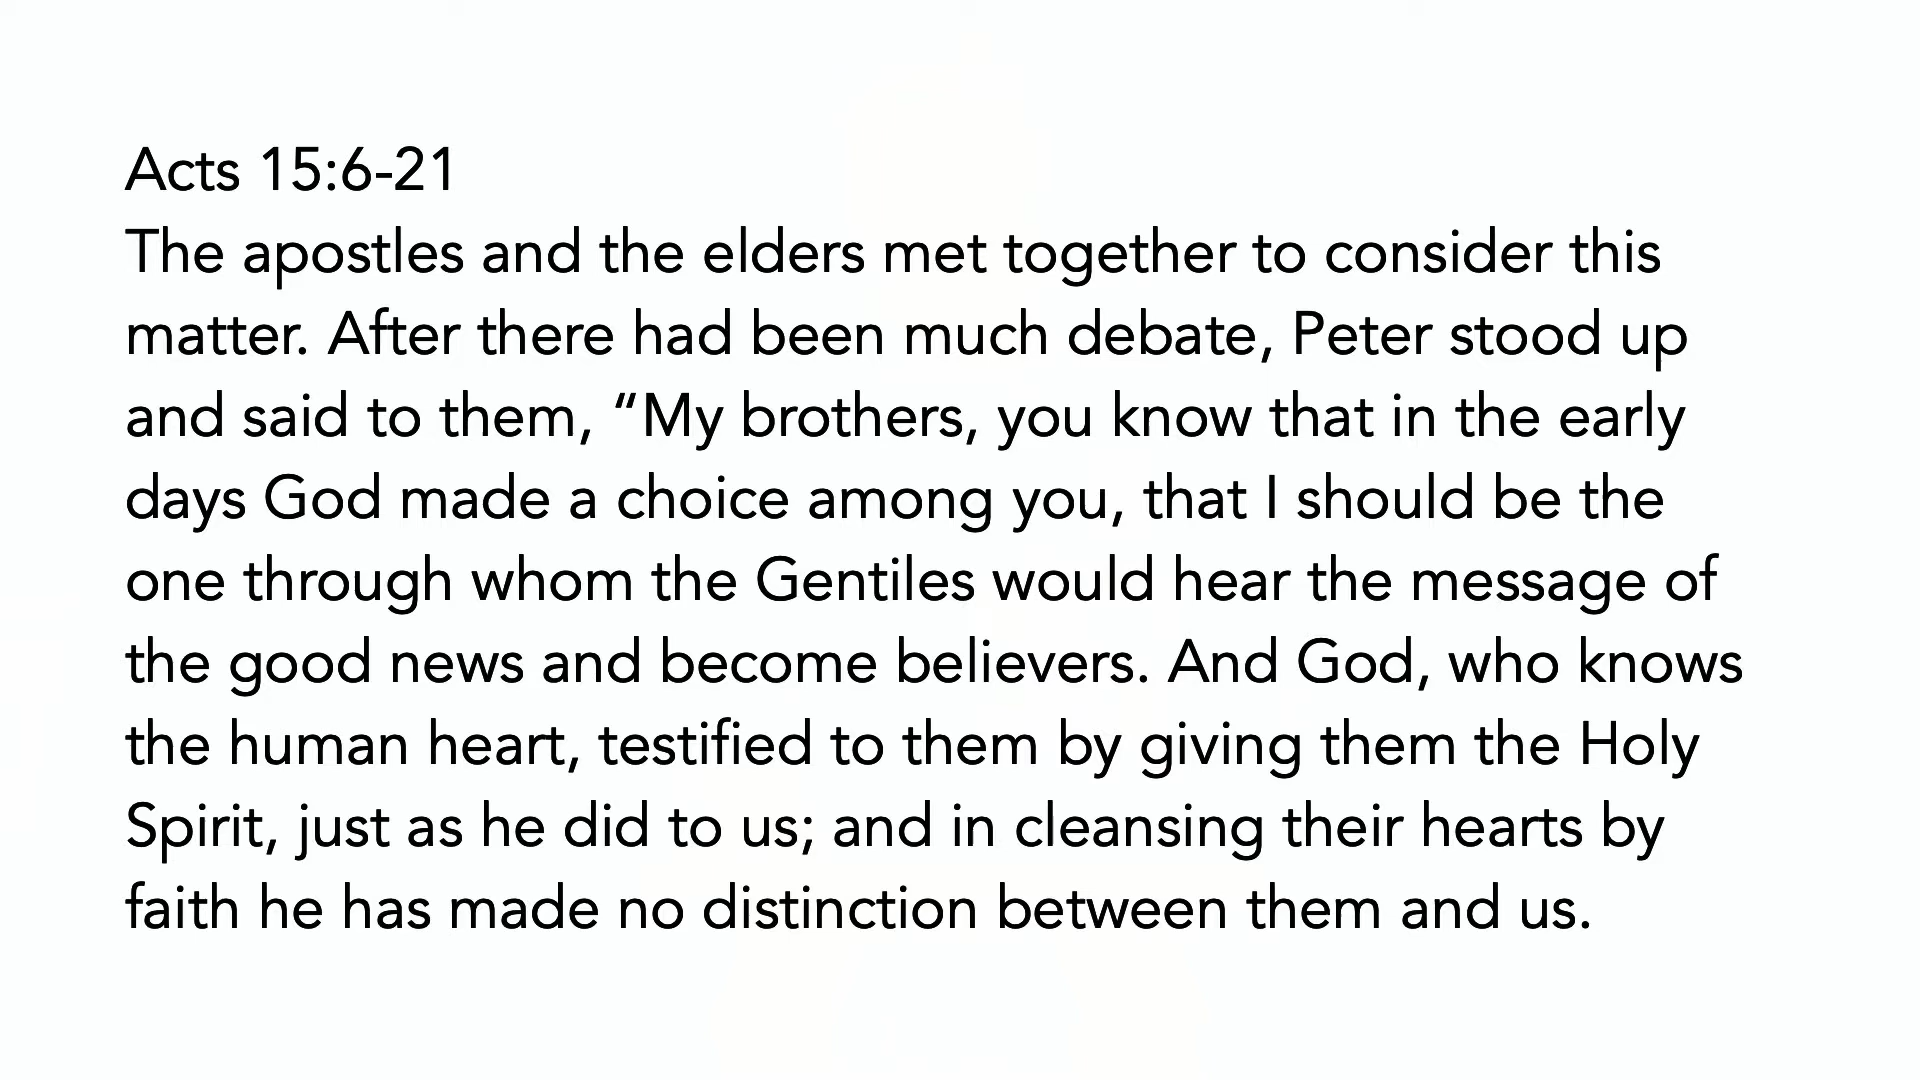 Acts 15:6-21
The apostles and the elders met together to consider this
matter. After there had been much debate, Peter stood up
and said to them, “My brothers, you know that in the early
days God made a choice among you, that I should be the
one through whom the Gentiles would hear the message of
the good news and become believers. And God, who knows
the human heart, testified to them by giving them the Holy
Spirit, just as he did to us; and in cleansing their hearts by
faith he has made no distinction between them and us.